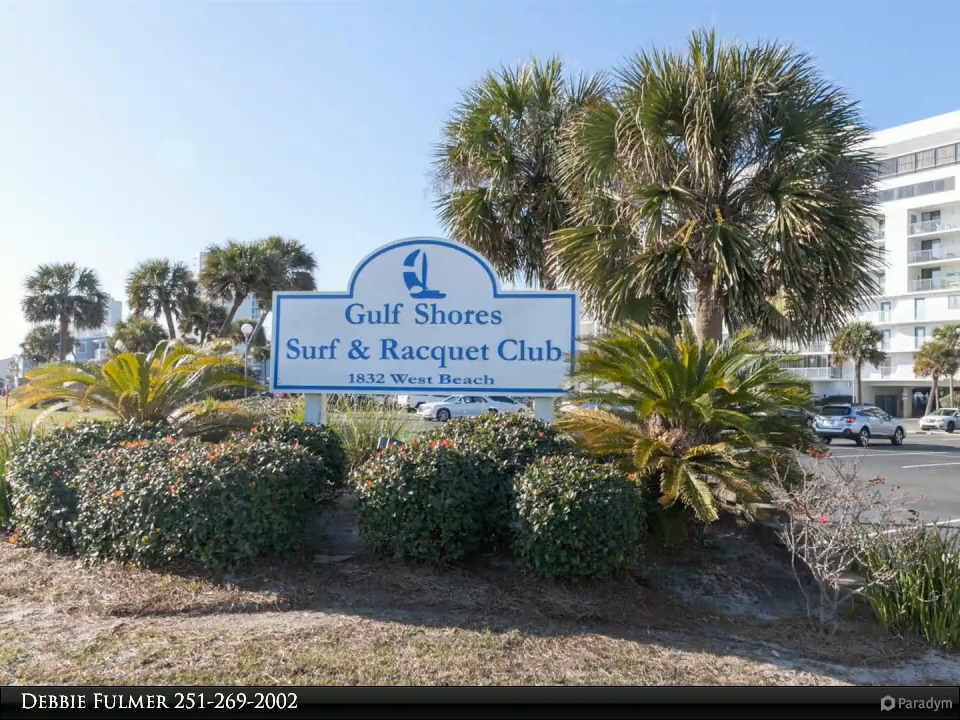 Gulf Shores
Surf & Racquet Club
1832 West Beach
Debbie Fulmer 251-269-2002
Paradym